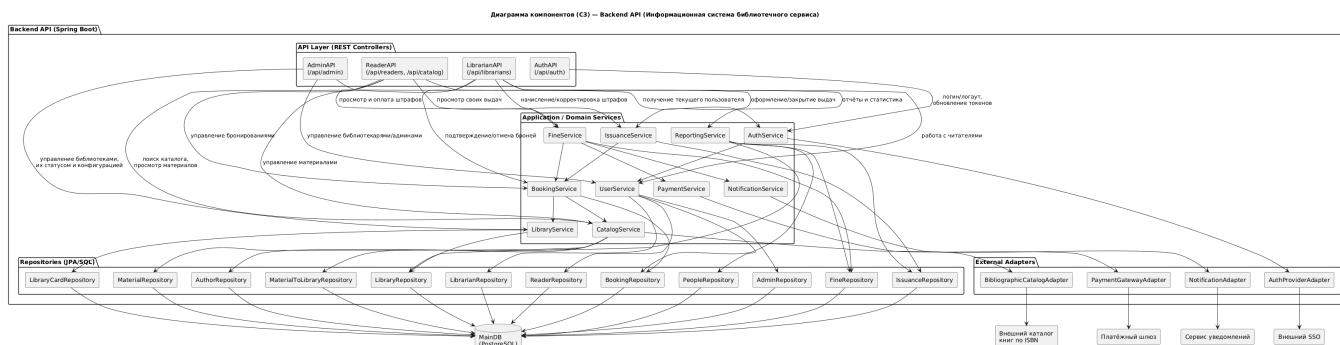 Диаграмма компонентов (C3) — Backend API (Информационная система библиотечного сервиса)
Backend API (Spring Boot)
API Layer (REST Controllers)
AdminAPI
(/api/admin)
ReaderAPI
(/api/readers, /api/catalog)
LibrarianAPI
(/api/librarians)
AuthAPI
(/api/auth)
просмотр и оплата штрафов
просмотр своих выдач
начисление/корректировка штрафов
получение текущего пользователя
оформление/закрытие выдач
отчёты и статистика
логин/логаут,
обновление токенов
Application / Domain Services
FineService
IssuanceService
ReportingService
AuthService
управление бронированиями
управление библиотекарями/админами
подтверждение/отмена броней
работа с читателями
управление библиотеками,
их статусом и конфигурацией
поиск каталога,
просмотр материалов
управление материалами
BookingService
UserService
PaymentService
NotificationService
LibraryService
CatalogService
Repositories (JPA/SQL)
External Adapters
LibraryCardRepository
MaterialRepository
AuthorRepository
MaterialToLibraryRepository
LibraryRepository
LibrarianRepository
ReaderRepository
BookingRepository
PeopleRepository
AdminRepository
FineRepository
IssuanceRepository
BibliographicCatalogAdapter
PaymentGatewayAdapter
NotificationAdapter
AuthProviderAdapter
MainDB
(PostgreSQL)
Внешний каталог
книг по ISBN
Платёжный шлюз
Сервис уведомлений
Внешний SSO